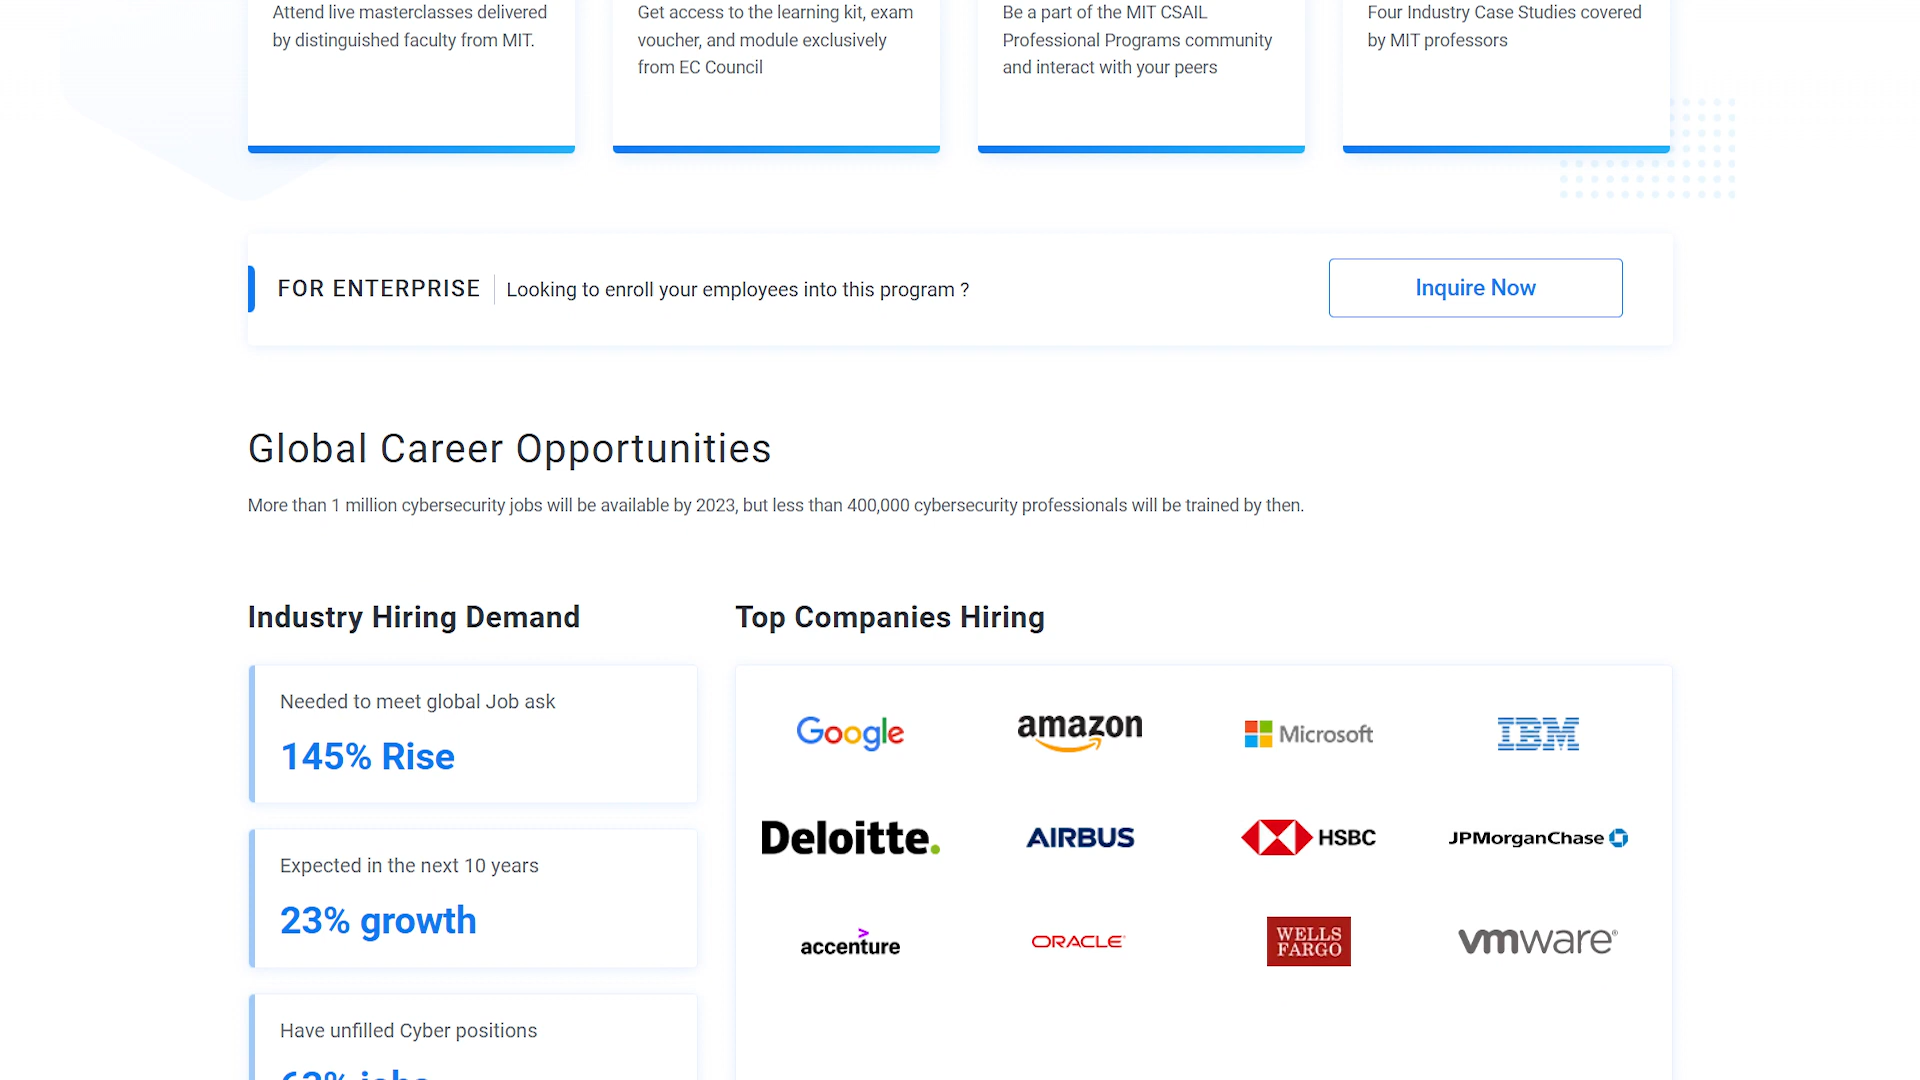 Attend live masterclasses delivered
by distinguished faculty from MIT.
Get access to the learning kit, exam
voucher, and module exclusively
from EC Council
Be a part of the MIT CSAIL
Professional Programs community
and interact with your peers
Four Industry Case Studies covered
by MIT professors
FOR ENTERPRISE
Looking to enroll your employees into this program ?
Inquire Now
Global Career Opportunities
More than 1 million cybersecurity jobs will be available by 2023, but less than 400,000 cybersecurity professionals will be trained by then.
Industry Hiring Demand
Needed to meet global Job ask
145% Rise
Expected in the next 10 years
23% growth
Have unfilled Cyber positions
Top Companies Hiring
Google amazon Microsoft IBM
Deloitte. AIRBUS HSBC JPMorganChase
accenture ORACLE WELLS FARGO vmware